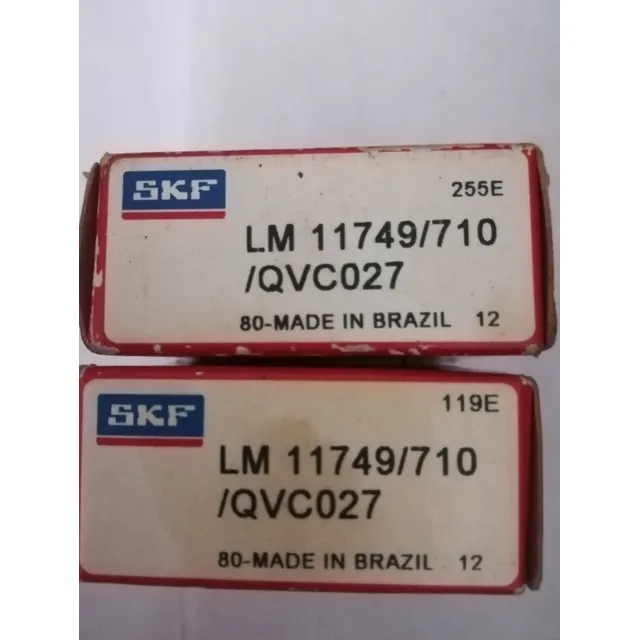 SKF
255E
LM 11749/710
/QVC027
80-MADE IN BRAZIL 12
SKF
119E
LM 11749/710
/QVC027
80-MADE IN BRAZIL 12